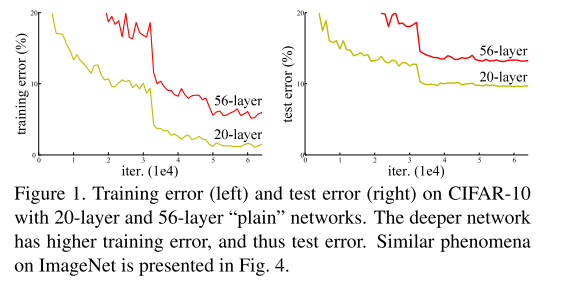 20
10
0
0 1 2 3 4 5 6
training error (%)
iter. (1e4)
56-layer
20-layer
20
10
0
0 1 2 3 4 5 6
test error (%)
iter. (1e4)
56-layer
20-layer
Figure 1. Training error (left) and test error (right) on CIFAR-10
with 20-layer and 56-layer “plain” networks. The deeper network
has higher training error, and thus test error. Similar phenomena
on ImageNet is presented in Fig. 4.